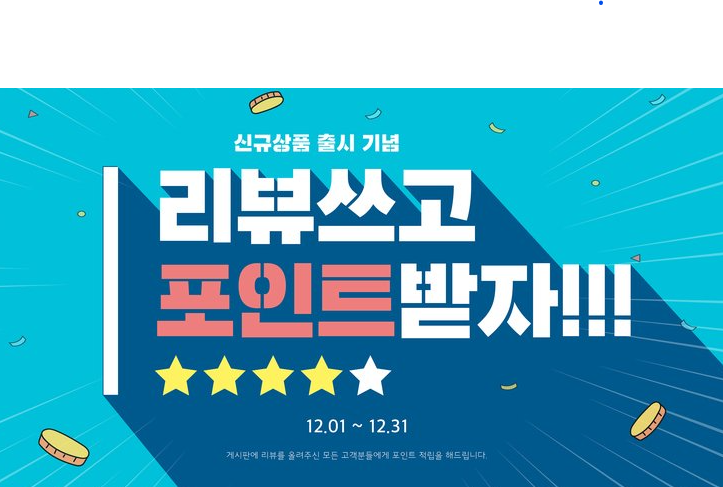 신규상품 출시 기념
리뷰쓰고
포인트받자!!!
12.01 ~ 12.31
게시판에 리뷰를 올려주신 모든 고객분들에게 포인트 적립을 해드립니다.